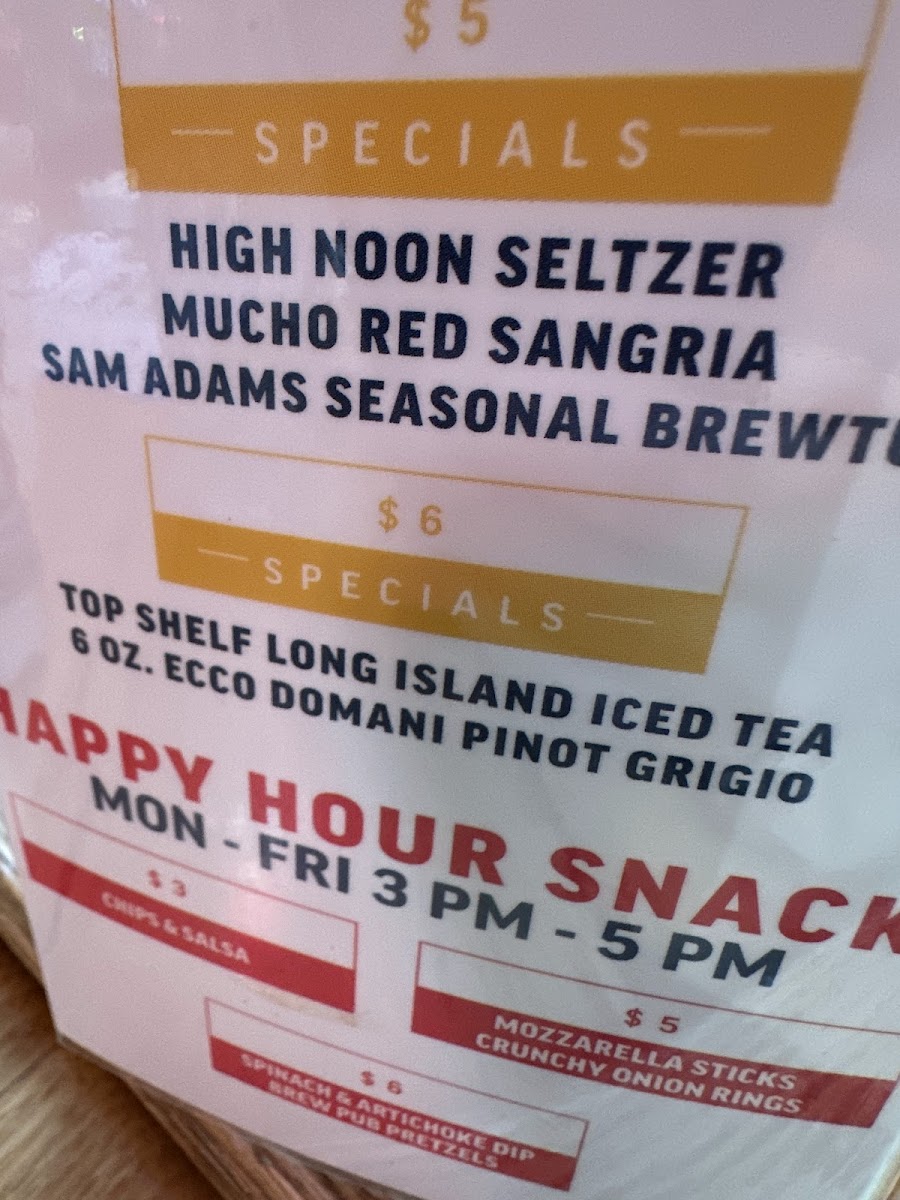 $5
SPECIALS
HIGH NOON SELTZER
MUCHO RED SANGRIA
SAM ADAMS SEASONAL BREWT
$6
SPECIALS
TOP SHELF LONG ISLAND ICED TEA
6 OZ. ECCO DOMANI PINOT GRIGIO
HAPPY HOUR SNACK
MON - FRI 3 PM - 5 PM
$3
CHIPS & SALSA
$5
MOZZARELLA STICKS
CRUNCHY ONION RINGS
$6
SPINACH & ARTICHOKE DIP
BREW PUB PRETZELS